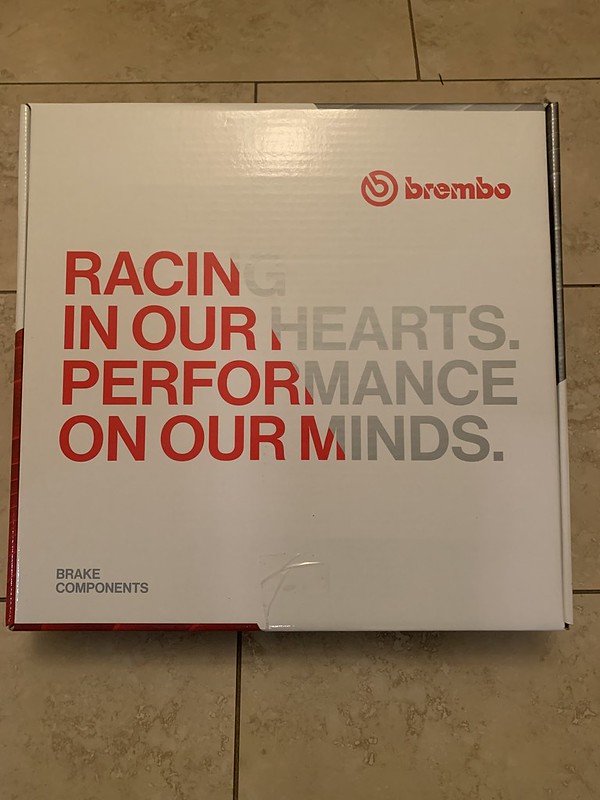 brembo
RACING
IN OUR HEARTS.
PERFORMANCE
ON OUR MINDS.
BRAKE
COMPONENTS